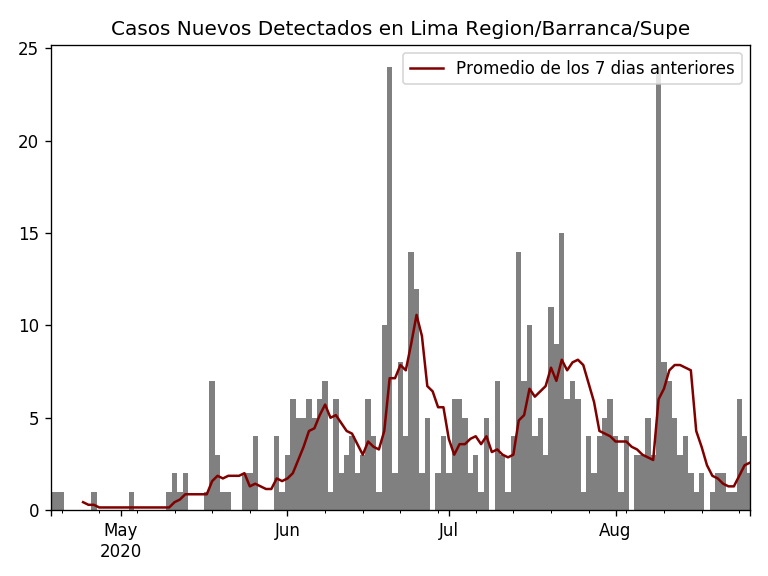 Casos Nuevos Detectados en Lima Region/Barranca/Supe
Promedio de los 7 dias anteriores
25
20
15
10
5
0
May Jun Jul Aug
2020